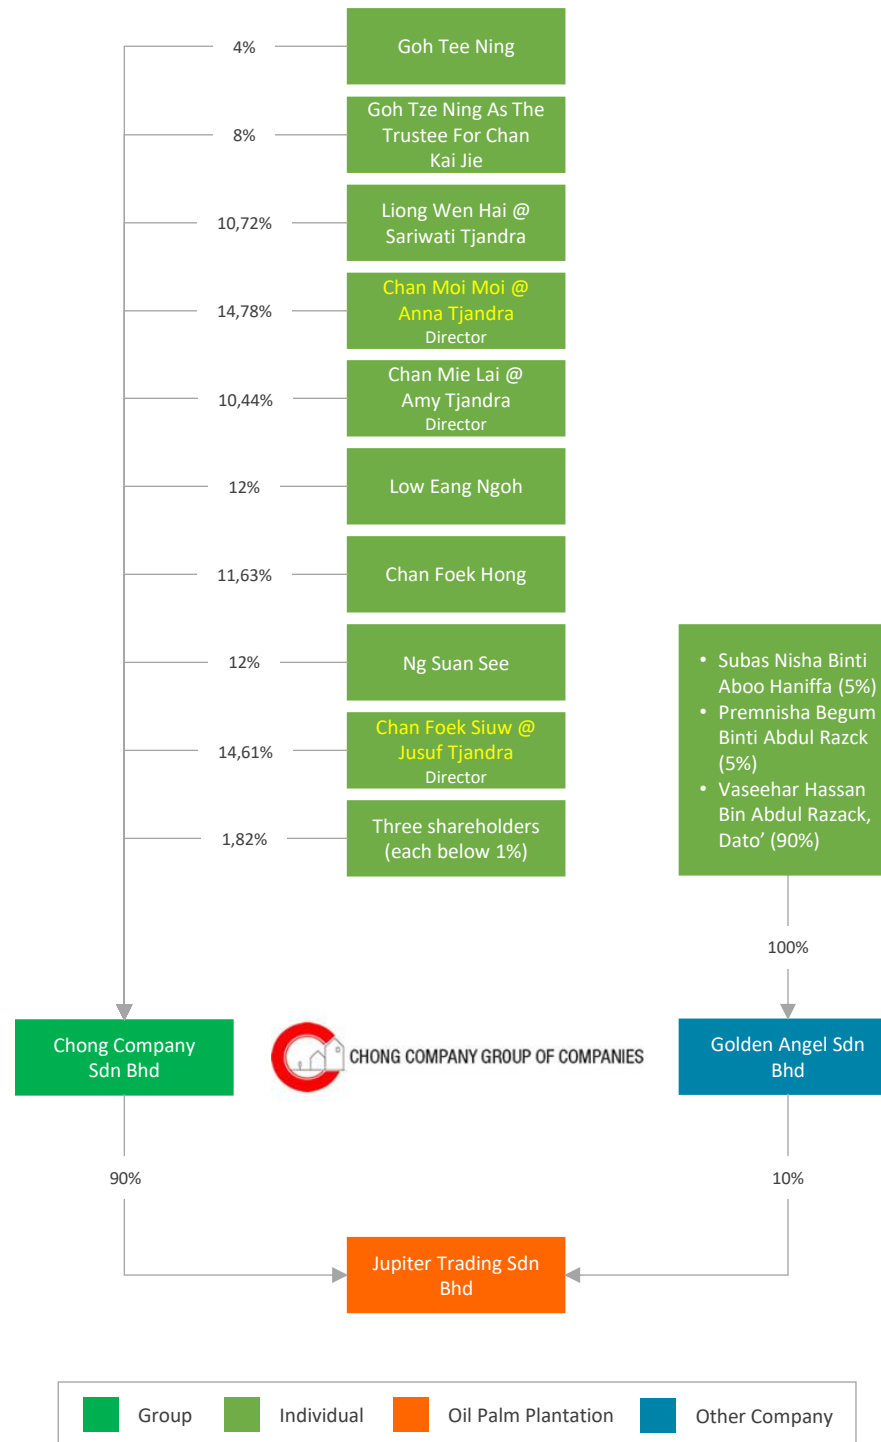 4%
Goh Tee Ning
8%
Goh Tze Ning As The
Trustee For Chan
Kai Jie
10,72%
Liong Wen Hai @
Sariwati Tjandra
14,78%
Chan Moi Moi @
Anna Tjandra
Director
10,44%
Chan Mie Lai @
Amy Tjandra
Director
12%
Low Eang Ngoh
11,63%
Chan Foek Hong
12%
Ng Suan See
14,61%
Chan Foek Siuw @
Jusuf Tjandra
Director
1,82%
Three shareholders
(each below 1%)
• Subas Nisha Binti
Aboo Haniffa (5%)
• Premnisha Begum
Binti Abdul Razck
(5%)
• Vaseehar Hassan
Bin Abdul Razack,
Dato’ (90%)
100%
Chong Company
Sdn Bhd
CHONG COMPANY GROUP OF COMPANIES
Golden Angel Sdn
Bhd
90%
10%
Jupiter Trading Sdn
Bhd
Group
Individual
Oil Palm Plantation
Other Company